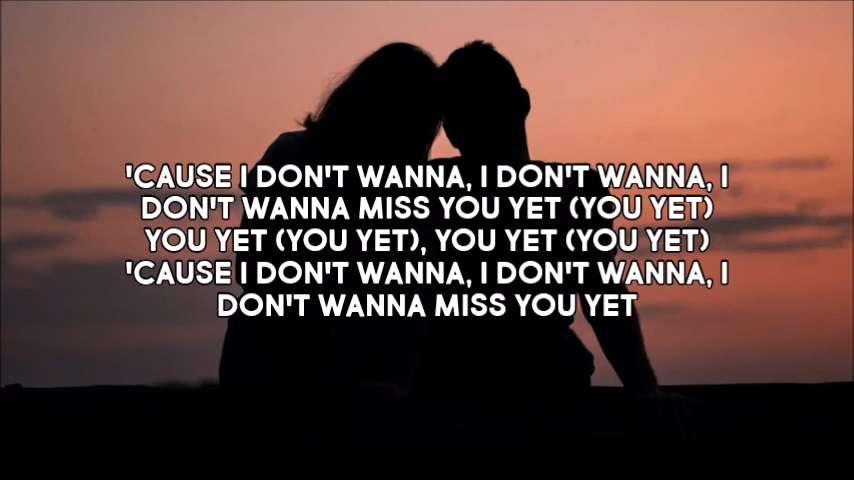 'CAUSE I DON'T WANNA, I DON'T WANNA, I
DON'T WANNA MISS YOU YET (YOU YET)
YOU YET (YOU YET), YOU YET (YOU YET)
'CAUSE I DON'T WANNA, I DON'T WANNA, I
DON'T WANNA MISS YOU YET